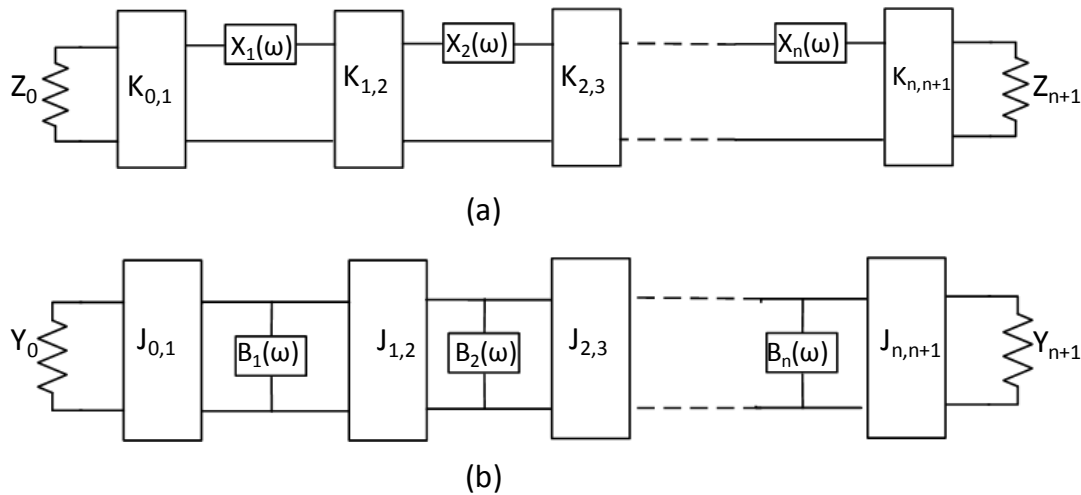 X₁(ω) X₂(ω) Xₙ(ω)
Z₀ K₀,₁ K₁,₂ K₂,₃ Kₙ,ₙ₊₁ Zₙ₊₁
(a)
Y₀ J₀,₁ B₁(ω) J₁,₂ B₂(ω) J₂,₃ Bₙ(ω) Jₙ,ₙ₊₁ Yₙ₊₁
(b)